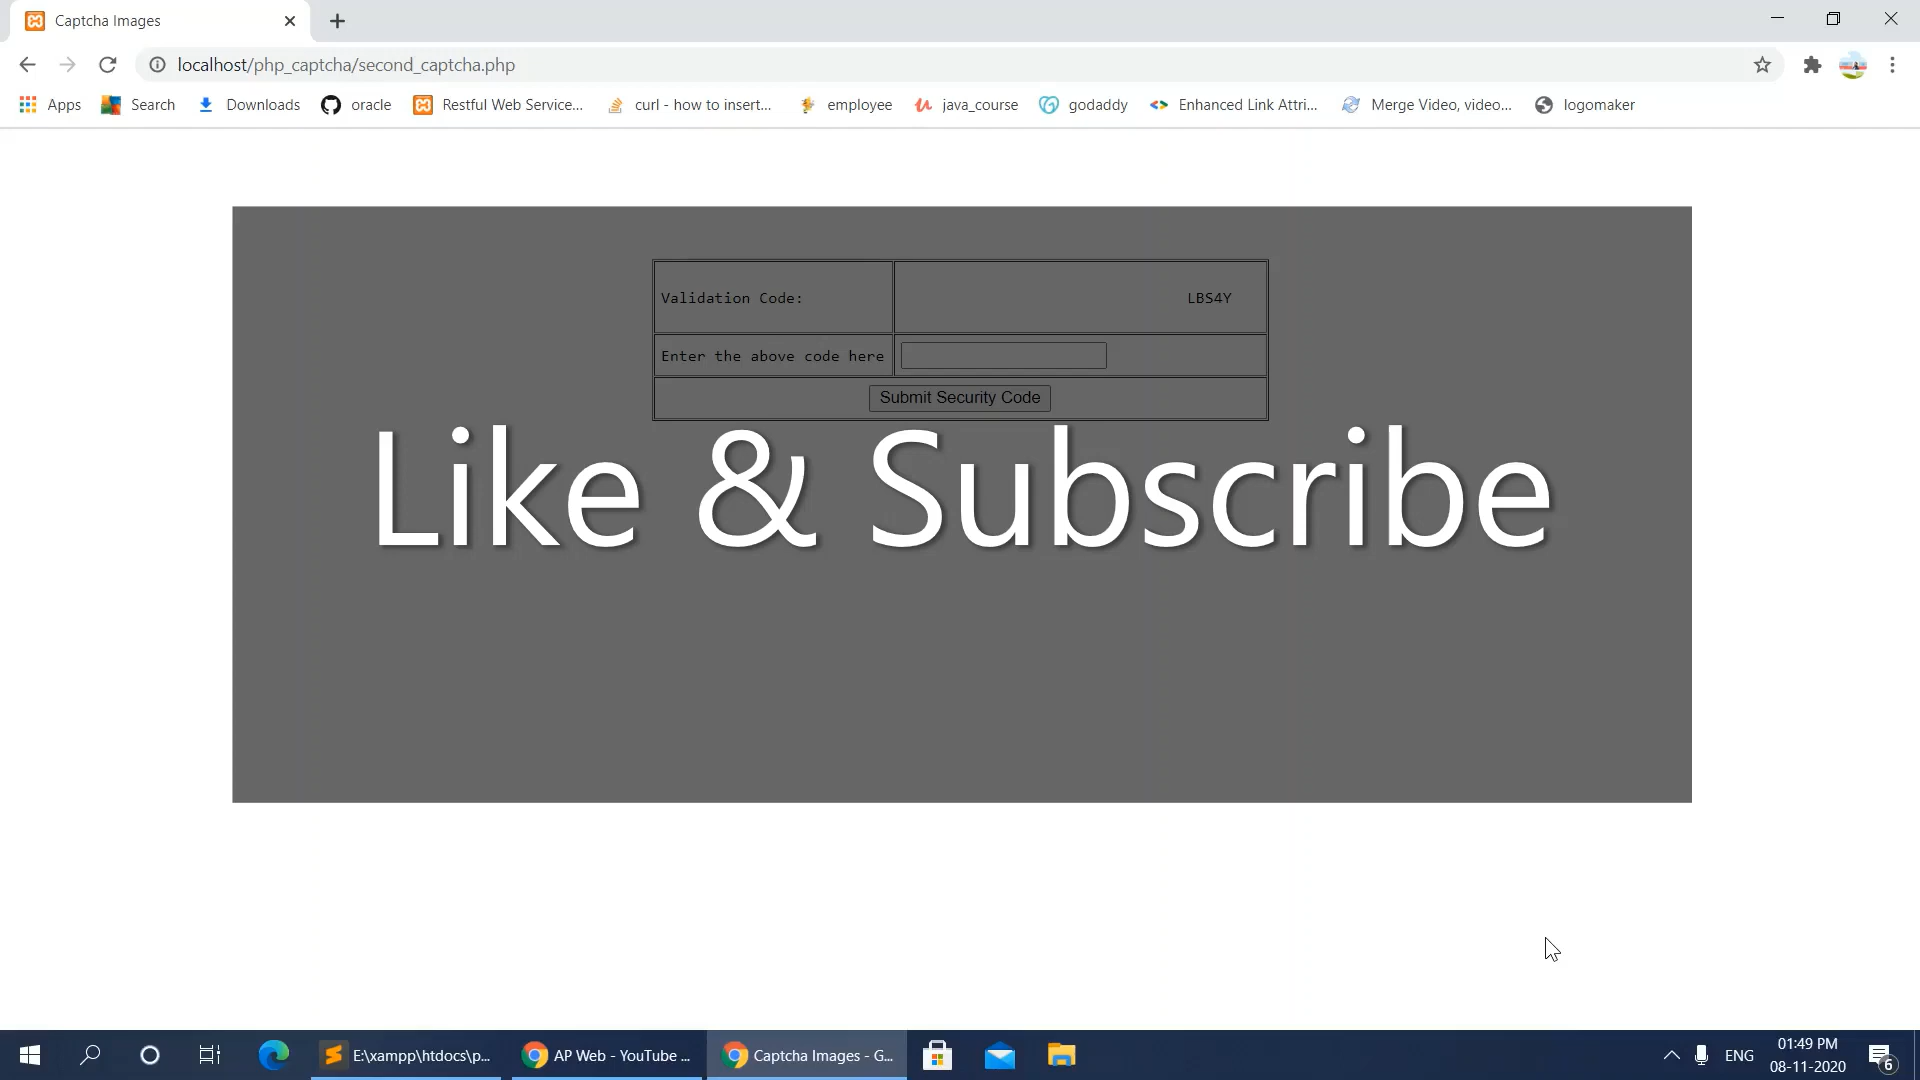 Captcha Images
localhost/php_captcha/second_captcha.php
Apps Search Downloads oracle Restful Web Service... curl - how to insert... employee java_course godaddy Enhanced Link Attri... Merge Video, video... logomaker
Validation Code: LBS4Y
Enter the above code here
Submit Security Code
Like & Subscribe
E:\xampp\htdocs\p... AP Web - YouTube ... Captcha Images - G... ENG 01:49 PM
08-11-2020 6